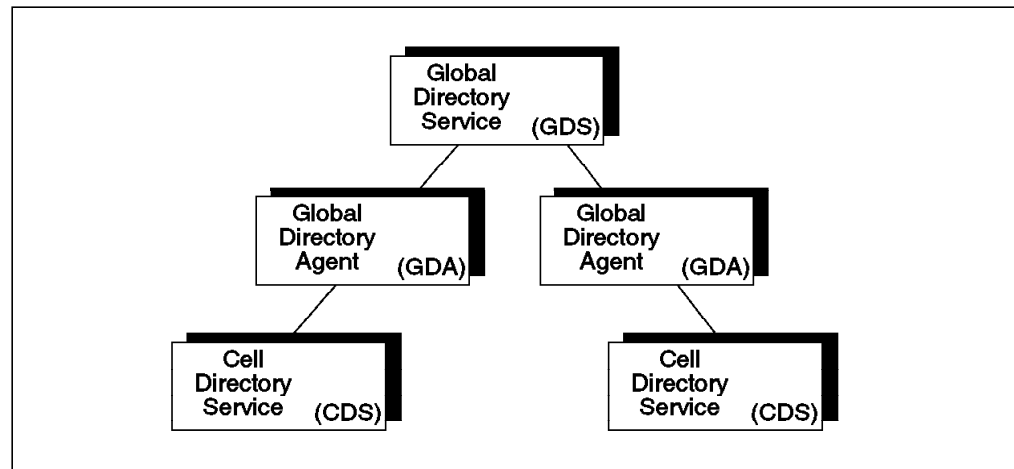 Global
Directory
Service (GDS)
Global
Directory
Agent (GDA)
Global
Directory
Agent (GDA)
Cell
Directory
Service (CDS)
Cell
Directory
Service (CDS)